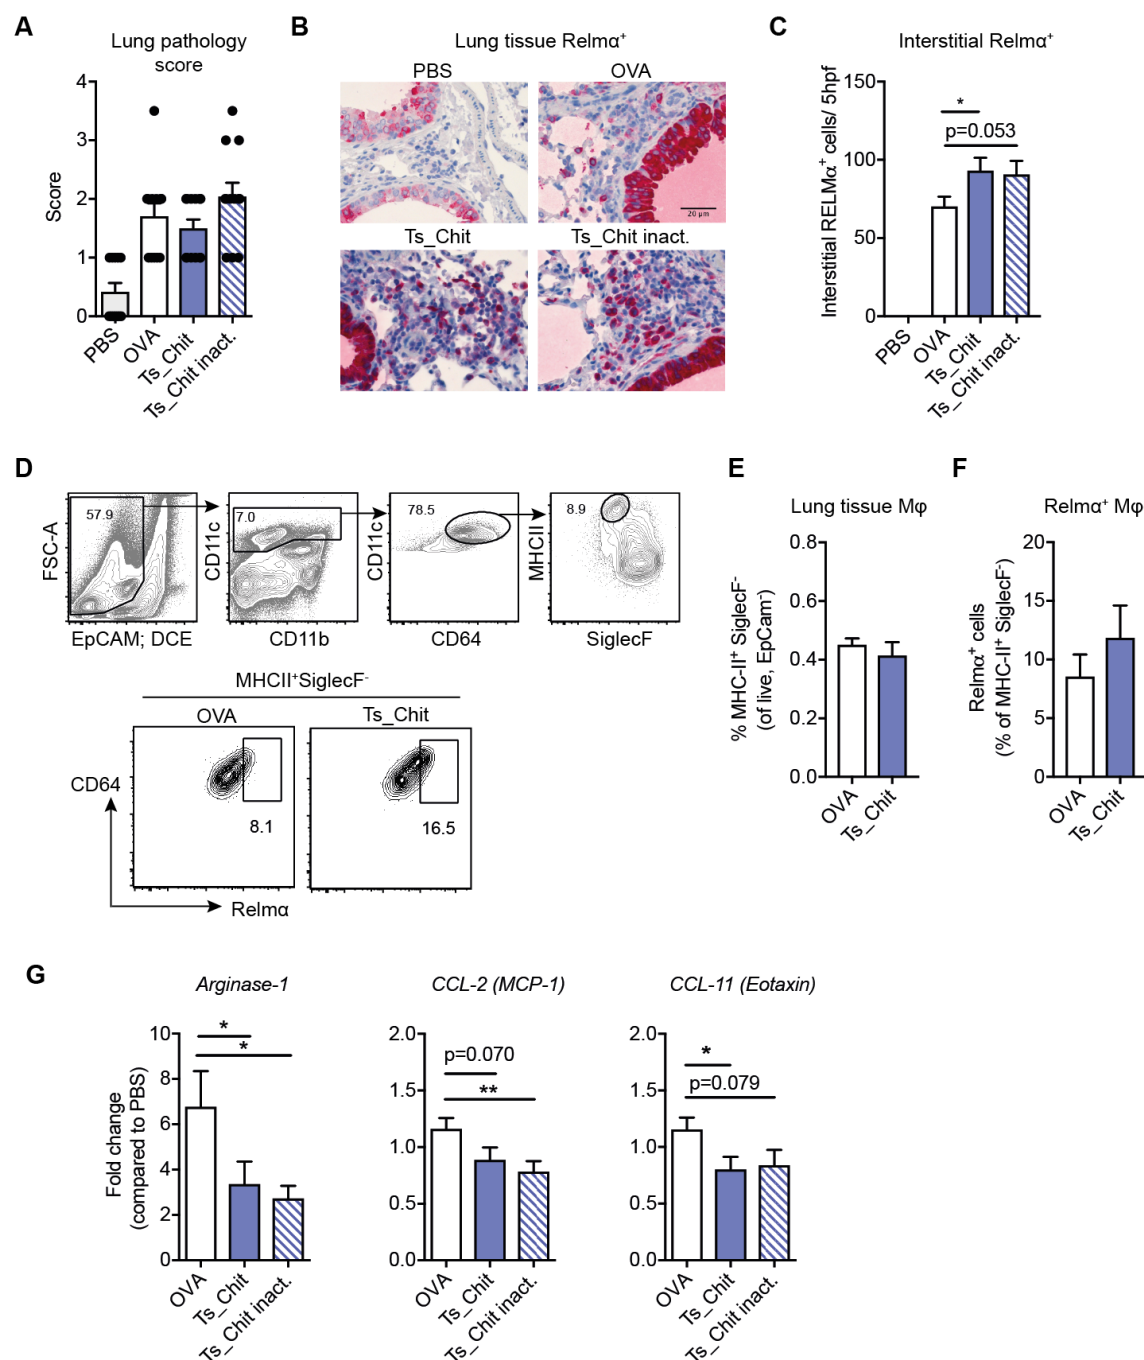 A
Lung pathology
score
Score
4
3
2
1
0
PBS
OVA
Ts_Chit
Ts_Chit inact.
B
Lung tissue Relmα⁺
PBS
OVA
20 µm
Ts_Chit
Ts_Chit inact.
C
Interstitial Relmα⁺
Interstitial RELMα⁺ cells/ 5hpf
150
100
50
0
*
p=0.053
PBS
OVA
Ts_Chit
Ts_Chit inact.
D
FSC-A
57.9
EpCAM; DCE
CD11c
7.0
CD11b
CD11c
78.5
CD64
MHCII
8.9
SiglecF
MHCII⁺SiglecF⁻
OVA
Ts_Chit
CD64
8.1
16.5
Relmα
E
Lung tissue Mφ
% MHC-II⁺ SiglecF⁻
(of live, EpCam⁻)
0.8
0.6
0.4
0.2
0.0
OVA
Ts_Chit
F
Relmα⁺ Mφ
Relmα⁺ cells
(% of MHC-II⁺ SiglecF⁻)
20
15
10
5
0
OVA
Ts_Chit
G
Arginase-1
Fold change
(compared to PBS)
10
8
6
4
2
0
*
*
OVA
Ts_Chit
Ts_Chit inact.
CCL-2 (MCP-1)
2.0
1.5
1.0
0.5
0.0
p=0.070
**
OVA
Ts_Chit
Ts_Chit inact.
CCL-11 (Eotaxin)
2.0
1.5
1.0
0.5
0.0
*
p=0.079
OVA
Ts_Chit
Ts_Chit inact.